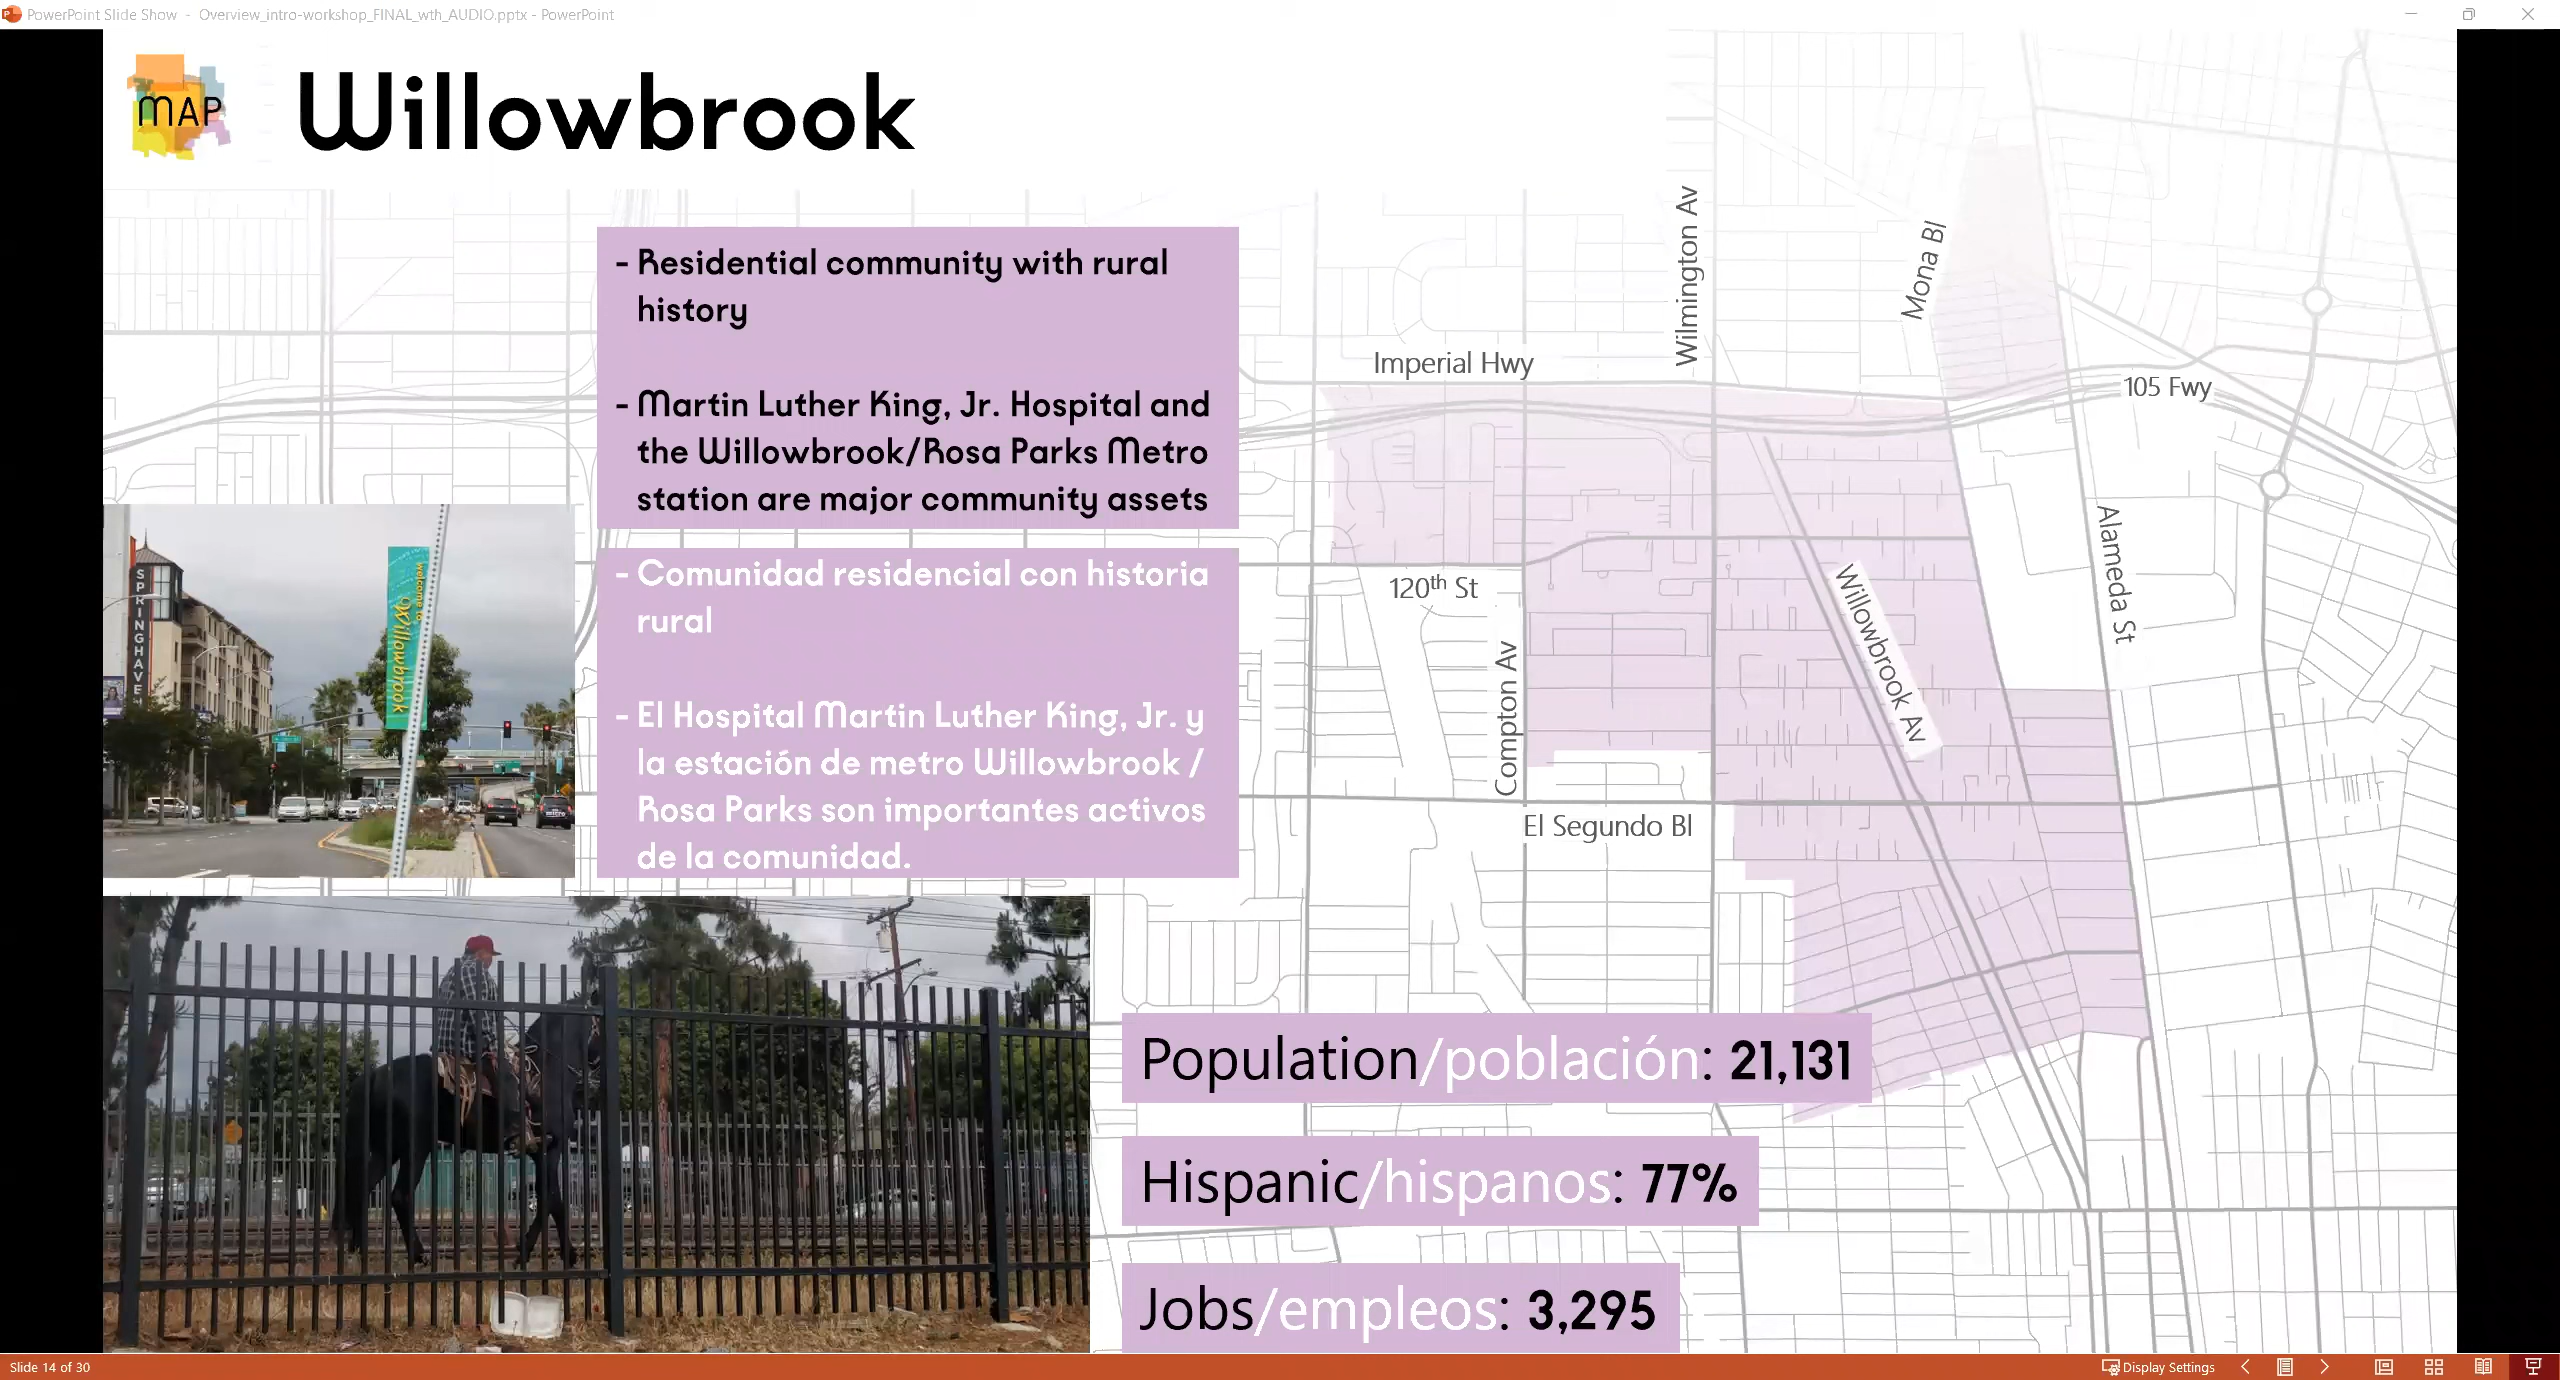 PowerPoint Slide Show - Overview_intro-workshop_FINAL_wth_AUDIO.pptx - PowerPoint
MAP
Willowbrook
- Residential community with rural
history
- Martin Luther King, Jr. Hospital and
the Willowbrook/Rosa Parks Metro
station are major community assets
- Comunidad residencial con historia
rural
- El Hospital Martin Luther King, Jr. y
la estación de metro Willowbrook /
Rosa Parks son importantes activos
de la comunidad.
SPRINGHAVEN
welcome to
Willowbrook
Wilmington Av
Mona Bl
Imperial Hwy
105 Fwy
120th St
Compton Av
Willowbrook Av
Alameda St
El Segundo Bl
Population/población: 21,131
Hispanic/hispanos: 77%
Jobs/empleos: 3,295
Slide 14 of 30
Display Settings